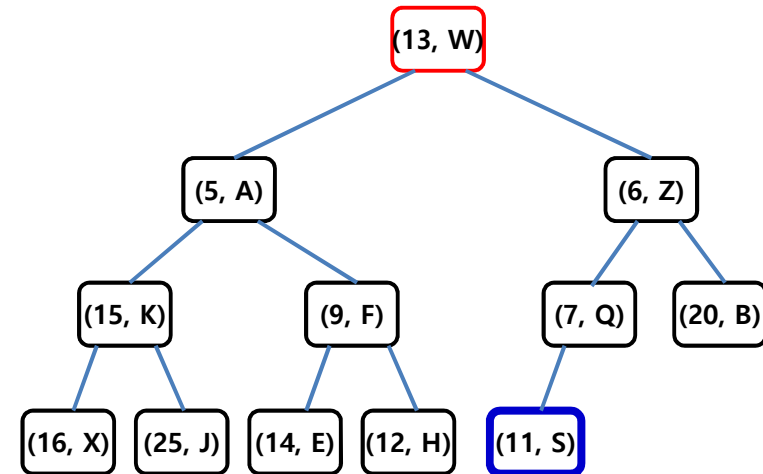 (13, W)
(5, A)
(6, Z)
(15, K)
(9, F)
(7, Q)
(20, B)
(16, X)
(25, J)
(14, E)
(12, H)
(11, S)